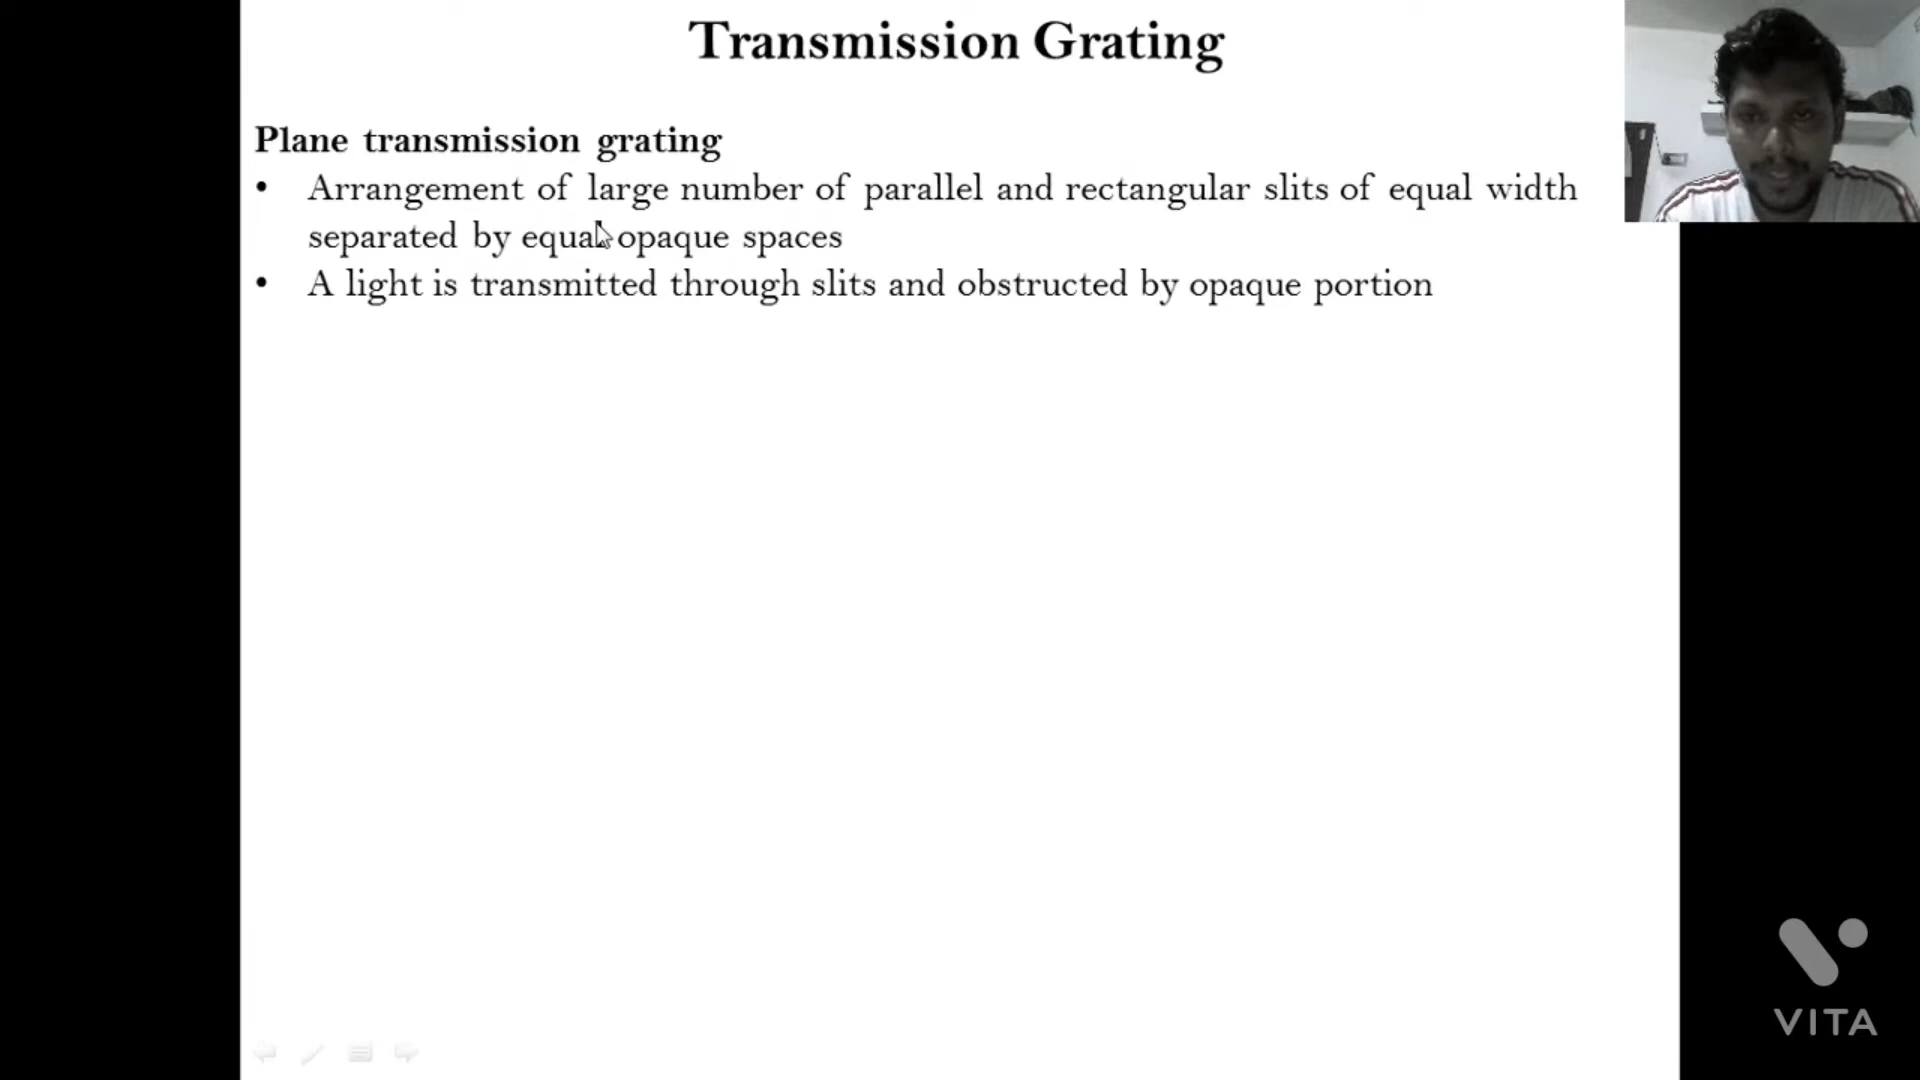 Transmission Grating
Plane transmission grating
• Arrangement of large number of parallel and rectangular slits of equal width
separated by equal opaque spaces
• A light is transmitted through slits and obstructed by opaque portion
VITA